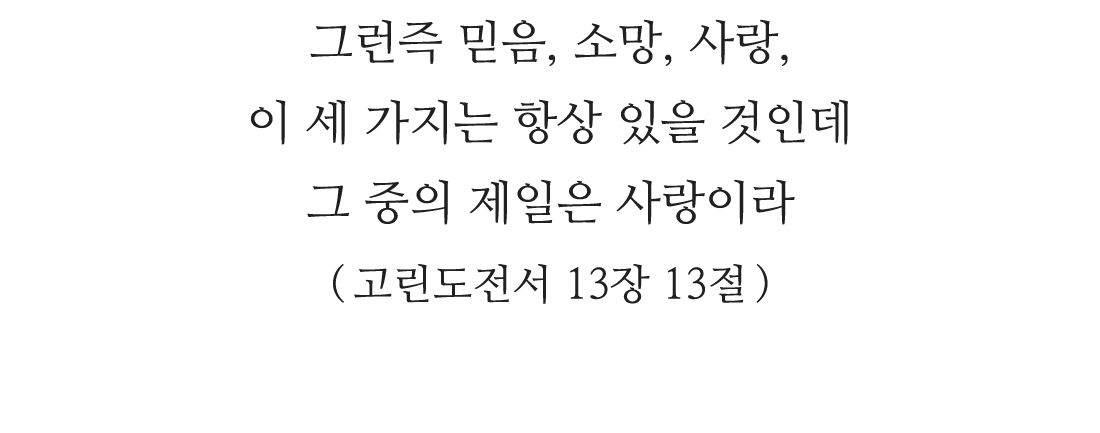 그런즉 믿음, 소망, 사랑,
이 세 가지는 항상 있을 것인데
그 중의 제일은 사랑이라
(고린도전서 13장 13절)